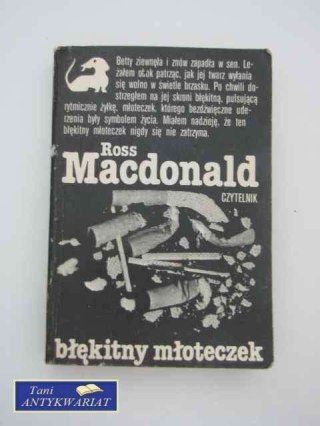 Betty ziewnęła i znów zapadła w sen. Le-
żałem obok patrząc, jak jej twarz wyłania
się wolno w świetle brzasku. Po chwili do-
strzegłem na jej skroni błękitną, pulsującą
rytmicznie żyłkę, młoteczek, którego bezdźwięczne ude-
rzenia były symbolem życia. Miałem nadzieję, że ten
błękitny młoteczek nigdy się nie zatrzyma.
Ross
Macdonald
CZYTELNIK
błękitny młoteczek
Tani
ANTYKWARIAT